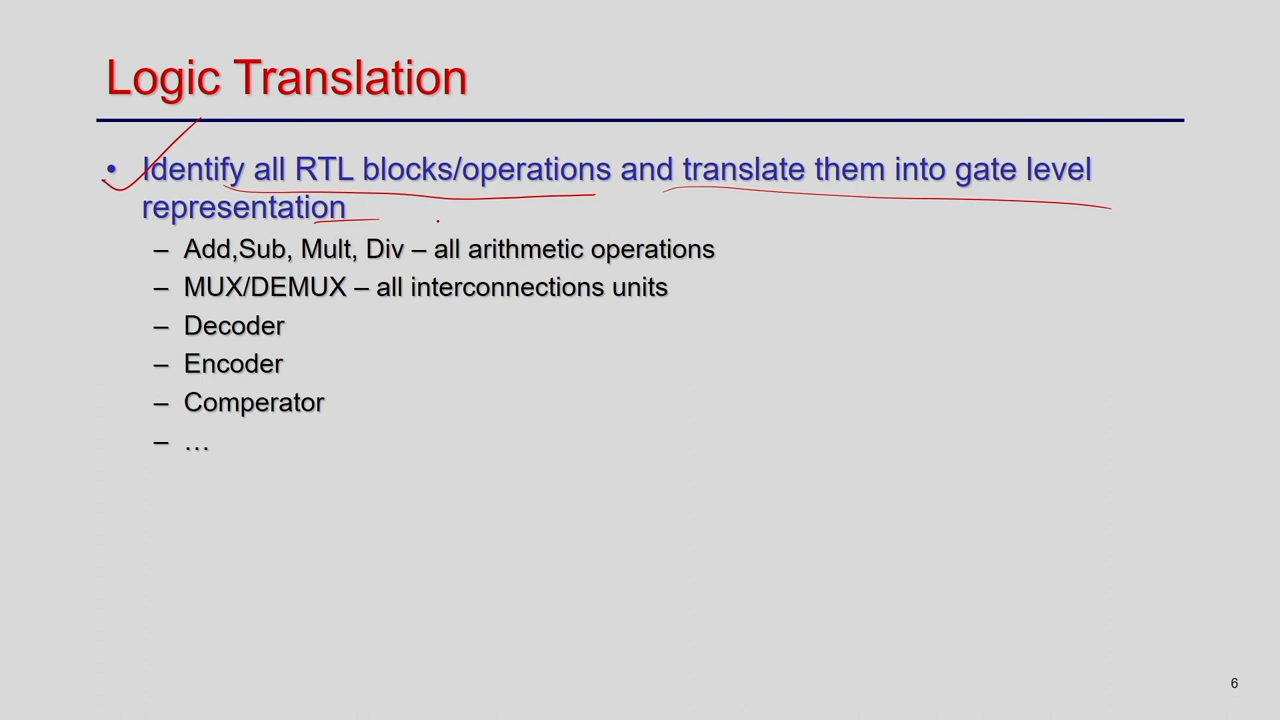 Logic Translation
• Identify all RTL blocks/operations and translate them into gate level
representation
– Add,Sub, Mult, Div – all arithmetic operations
– MUX/DEMUX – all interconnections units
– Decoder
– Encoder
– Comperator
– …
6